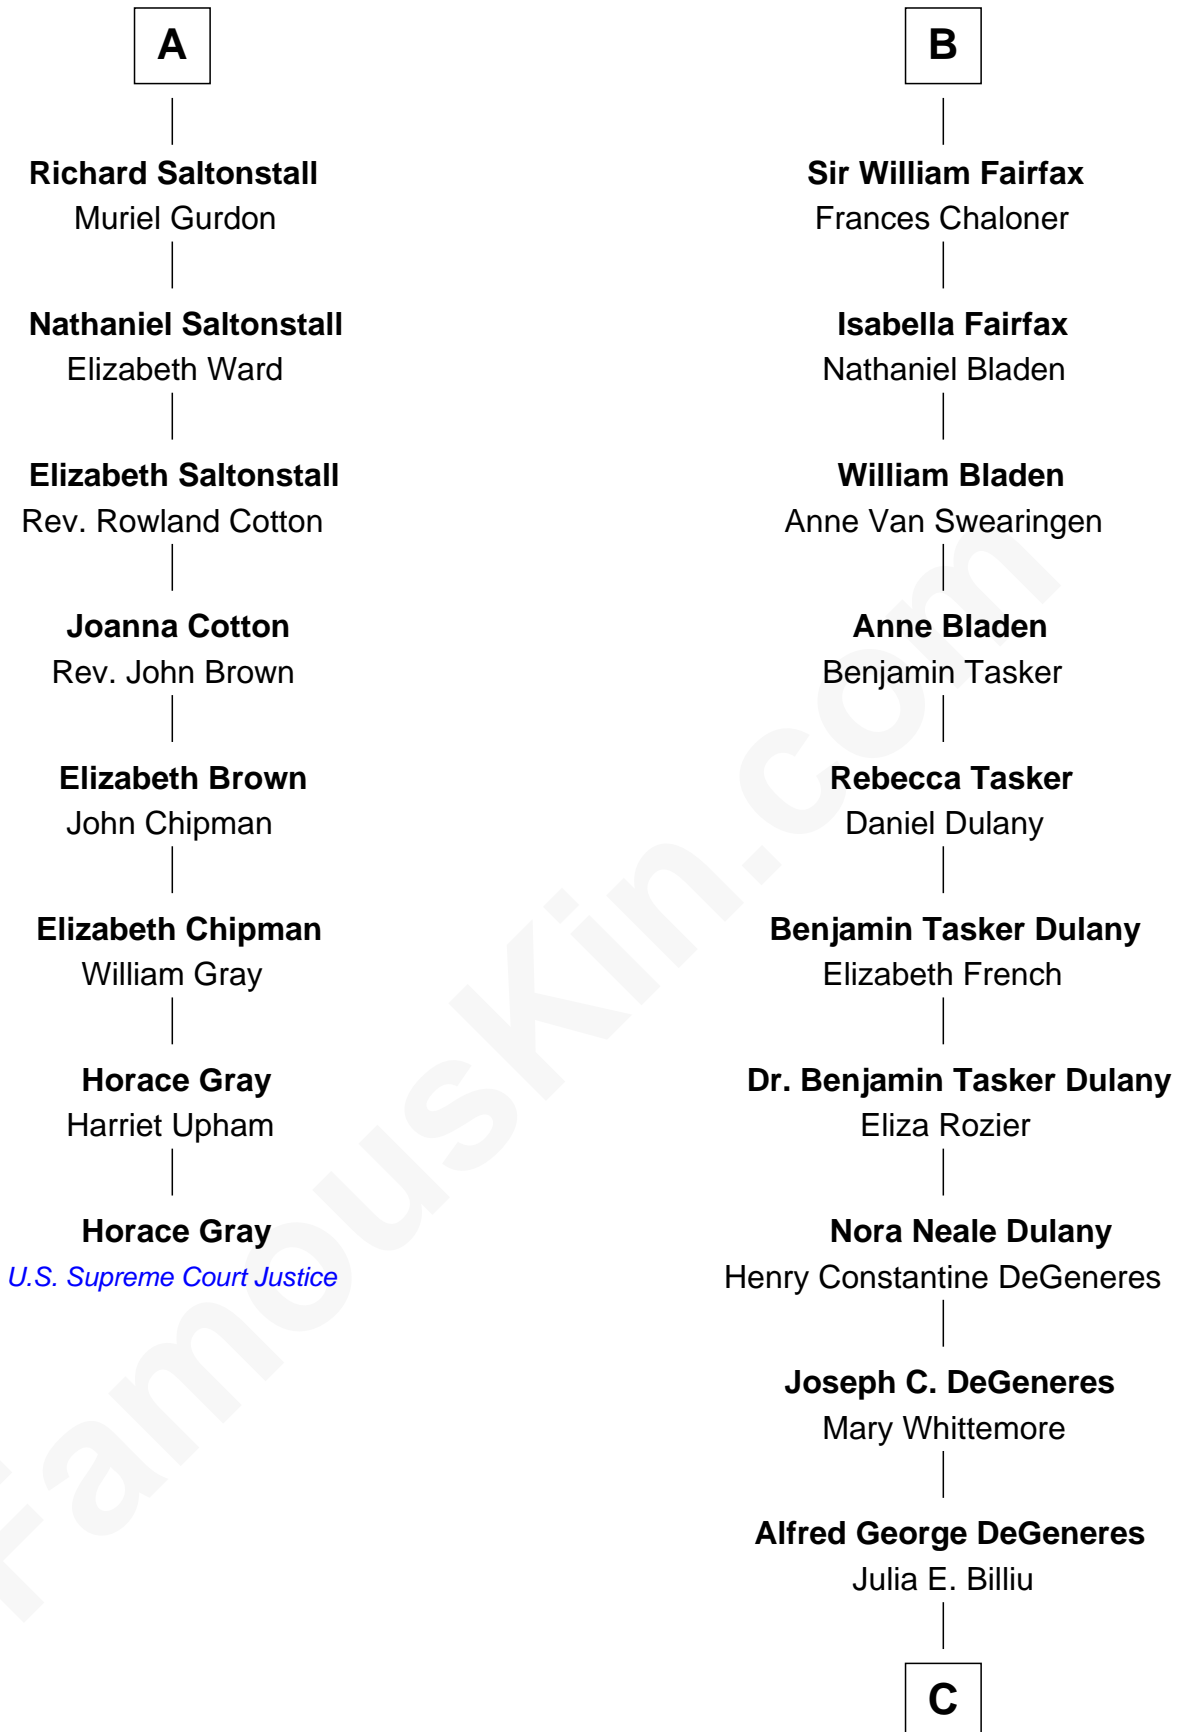 A
Richard Saltonstall
Muriel Gurdon
Nathaniel Saltonstall
Elizabeth Ward
Elizabeth Saltonstall
Rev. Rowland Cotton
Joanna Cotton
Rev. John Brown
Elizabeth Brown
John Chipman
Elizabeth Chipman
William Gray
Horace Gray
Harriet Upham
Horace Gray
U.S. Supreme Court Justice
B
Sir William Fairfax
Frances Chaloner
Isabella Fairfax
Nathaniel Bladen
William Bladen
Anne Van Swearingen
Anne Bladen
Benjamin Tasker
Rebecca Tasker
Daniel Dulany
Benjamin Tasker Dulany
Elizabeth French
Dr. Benjamin Tasker Dulany
Eliza Rozier
Nora Neale Dulany
Henry Constantine DeGeneres
Joseph C. DeGeneres
Mary Whittemore
Alfred George DeGeneres
Julia E. Billiu
C
FamousKin.com